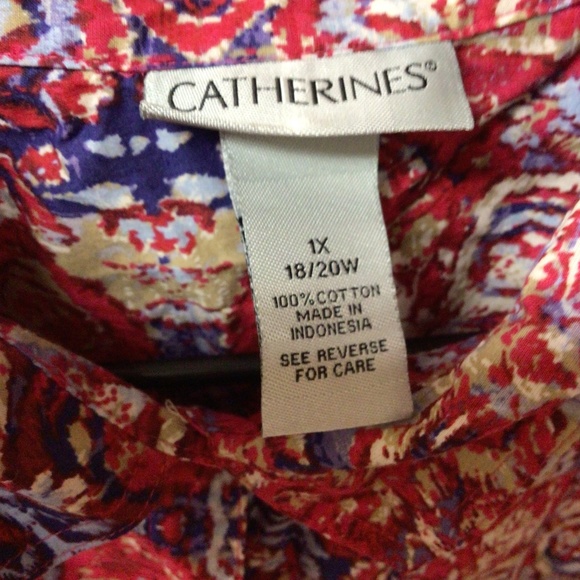 CATHERINES®
1X
18/20W
100% COTTON
MADE IN
INDONESIA
SEE REVERSE
FOR CARE